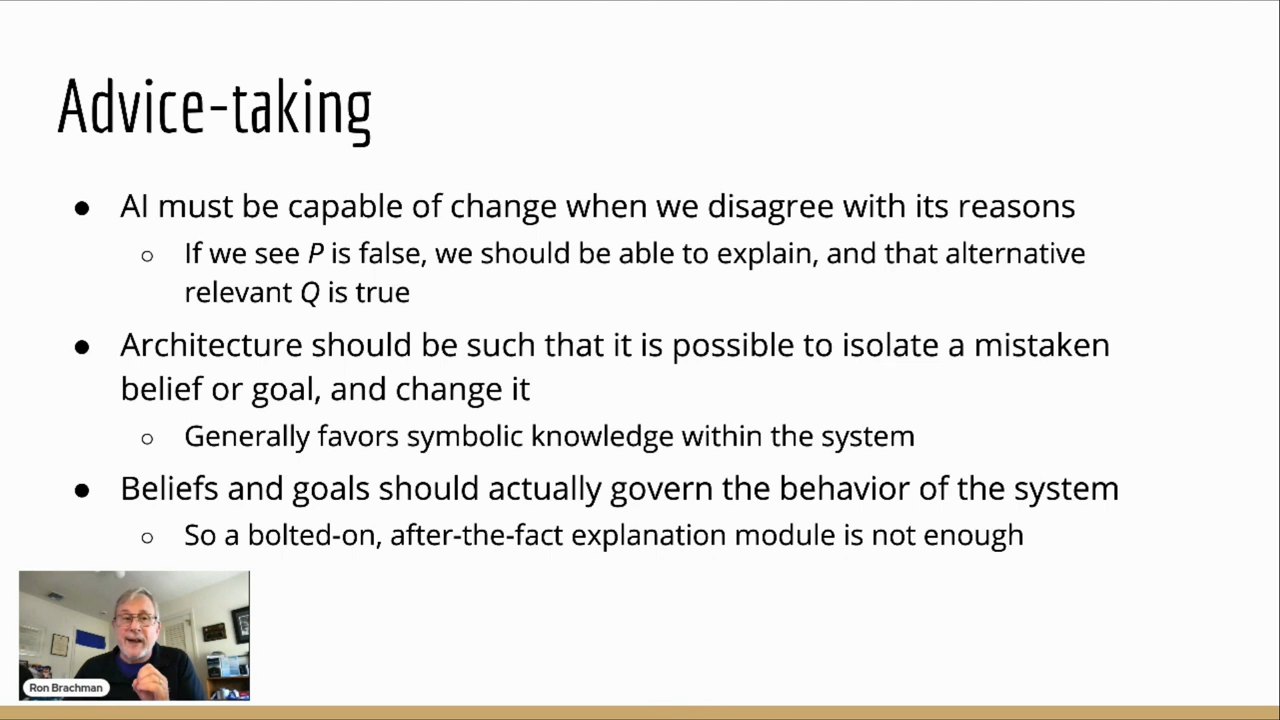 Advice-taking
● AI must be capable of change when we disagree with its reasons
○ If we see P is false, we should be able to explain, and that alternative
relevant Q is true
● Architecture should be such that it is possible to isolate a mistaken
belief or goal, and change it
○ Generally favors symbolic knowledge within the system
● Beliefs and goals should actually govern the behavior of the system
○ So a bolted-on, after-the-fact explanation module is not enough
Ron Brachman